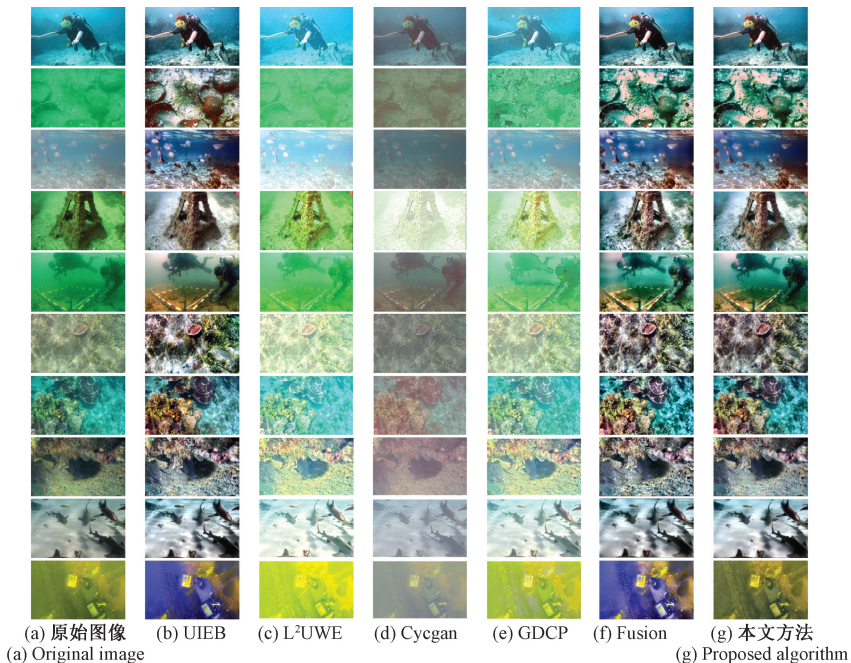 (a) 原始图像 (b) UIEB (c) L²UWE (d) Cycgan (e) GDCP (f) Fusion (g) 本文方法
(a) Original image (g) Proposed algorithm